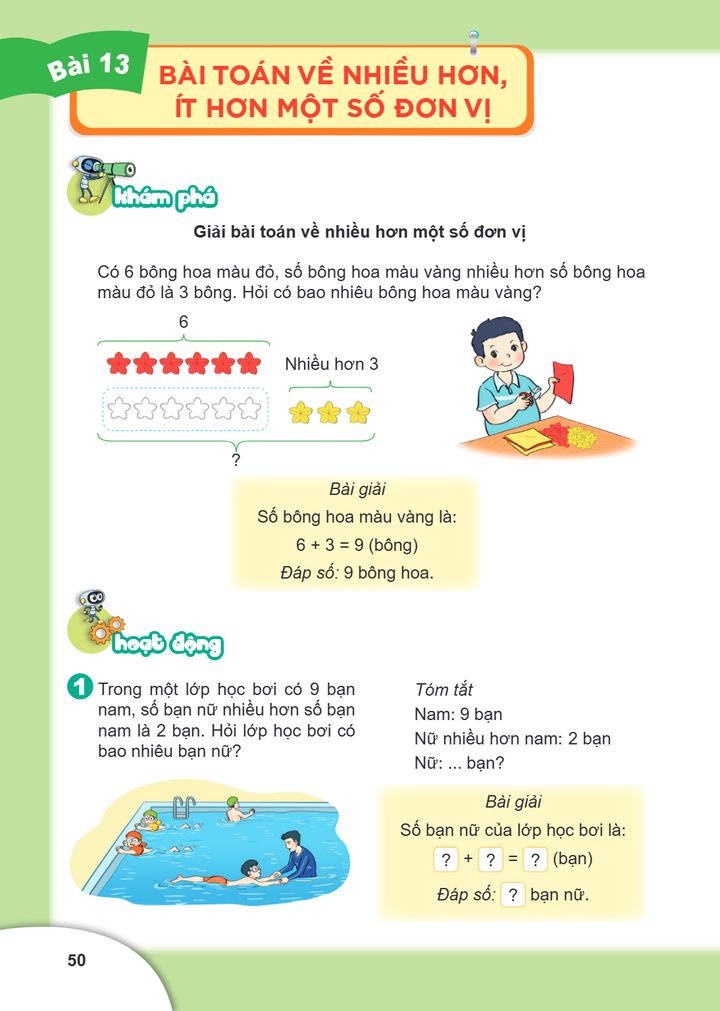 Bài 13
BÀI TOÁN VỀ NHIỀU HƠN,
ÍT HƠN MỘT SỐ ĐƠN VỊ
khám phá
Giải bài toán về nhiều hơn một số đơn vị
Có 6 bông hoa màu đỏ, số bông hoa màu vàng nhiều hơn số bông hoa
màu đỏ là 3 bông. Hỏi có bao nhiêu bông hoa màu vàng?
6
Nhiều hơn 3
?
Bài giải
Số bông hoa màu vàng là:
6 + 3 = 9 (bông)
Đáp số: 9 bông hoa.
hoạt động
1 Trong một lớp học bơi có 9 bạn
nam, số bạn nữ nhiều hơn số bạn
nam là 2 bạn. Hỏi lớp học bơi có
bao nhiêu bạn nữ?
Tóm tắt
Nam: 9 bạn
Nữ nhiều hơn nam: 2 bạn
Nữ: ... bạn?
Bài giải
Số bạn nữ của lớp học bơi là:
? + ? = ? (bạn)
Đáp số: ? bạn nữ.
50